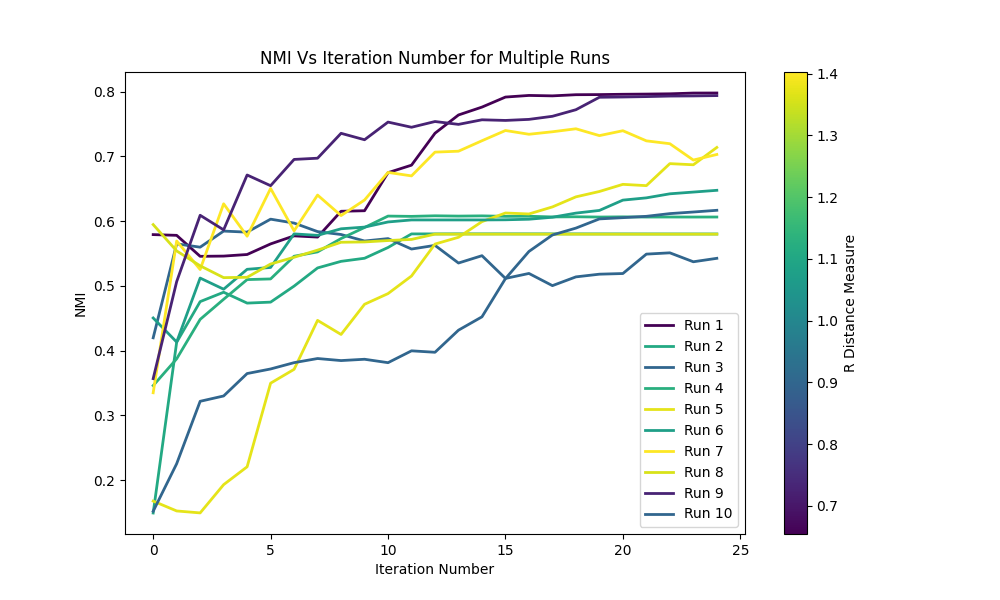 NMI Vs Iteration Number for Multiple Runs
NMI
0.8
0.7
0.6
0.5
0.4
0.3
0.2
0
5
10
15
20
25
Iteration Number
Run 1
Run 2
Run 3
Run 4
Run 5
Run 6
Run 7
Run 8
Run 9
Run 10
1.4
1.3
1.2
1.1
1.0
0.9
0.8
0.7
R Distance Measure